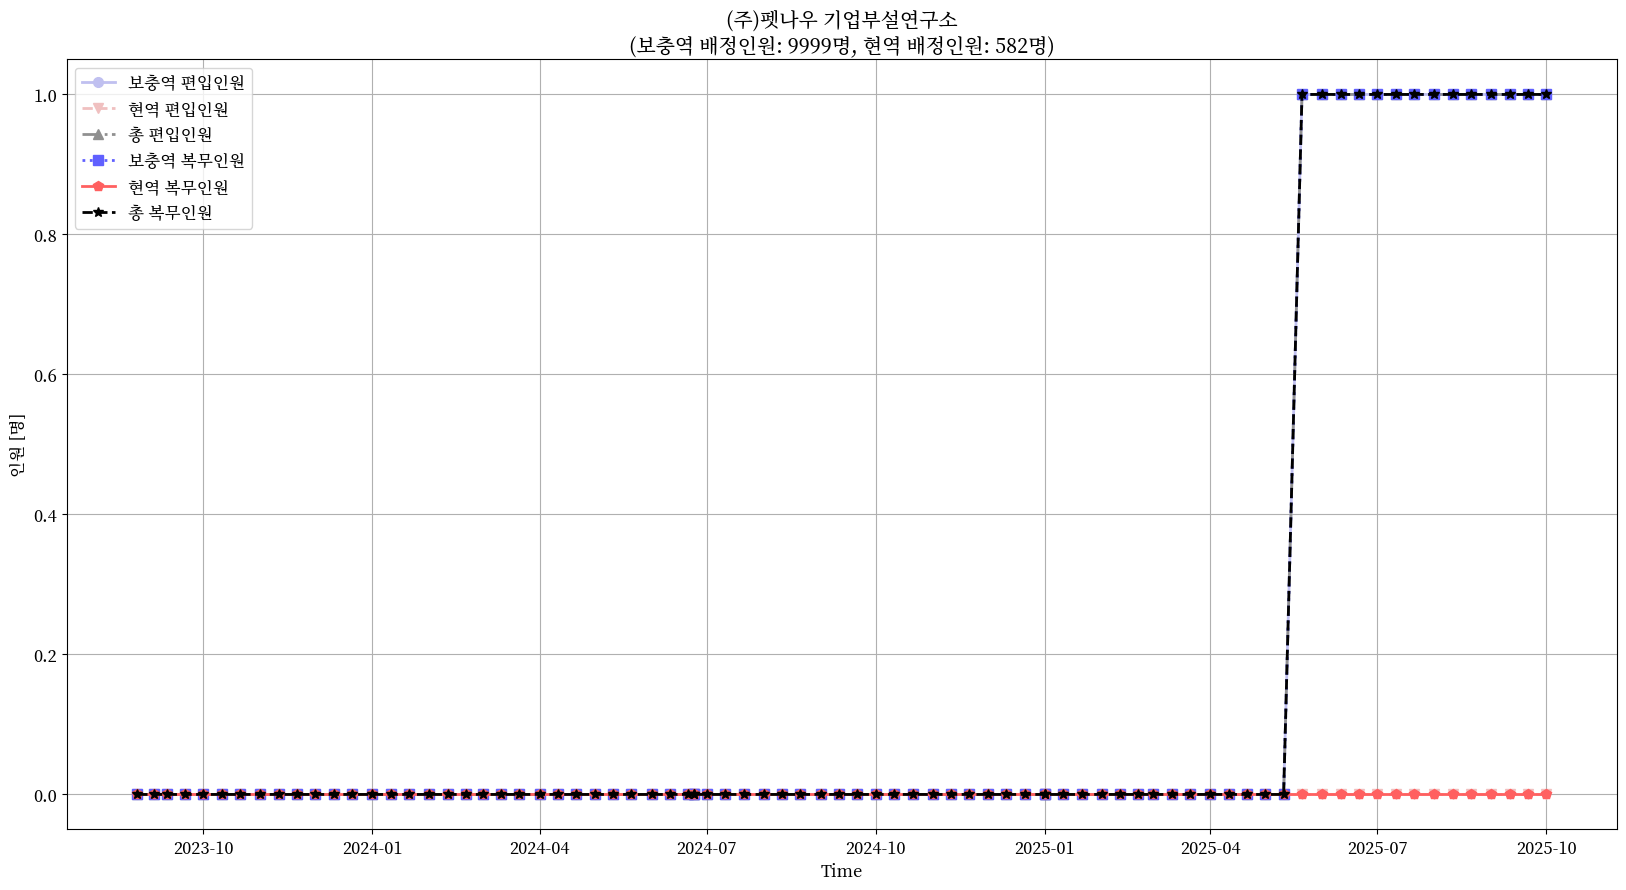 (주)펫나우 기업부설연구소
(보충역 배정인원: 9999명, 현역 배정인원: 582명)
보충역 편입인원
현역 편입인원
총 편입인원
보충역 복무인원
현역 복무인원
총 복무인원
1.0
0.8
0.6
0.4
0.2
0.0
인원 [명]
2023-10
2024-01
2024-04
2024-07
2024-10
2025-01
2025-04
2025-07
2025-10
Time